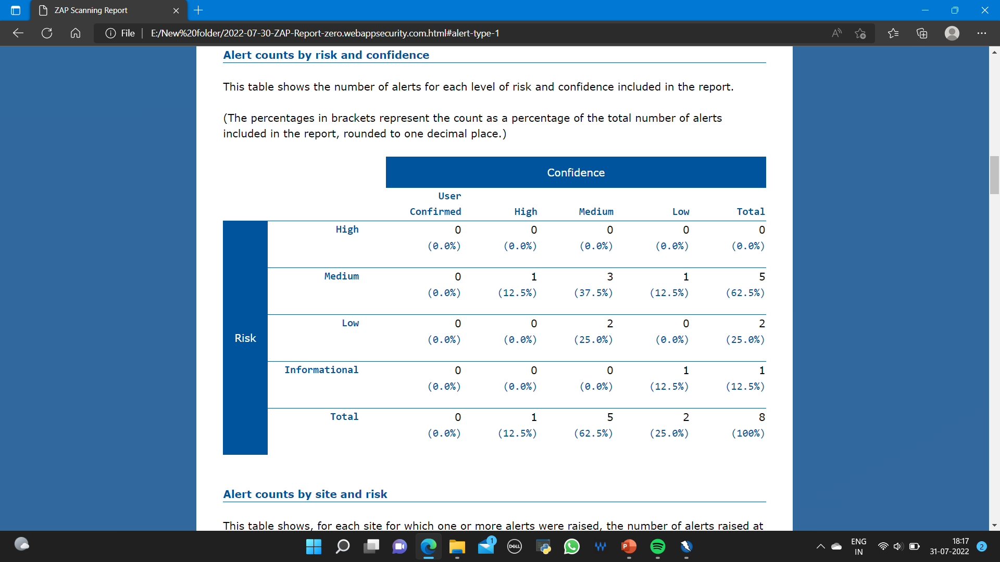 ZAP Scanning Report
File
E:/New%20folder/2022-07-30-ZAP-Report-zero.webappsecurity.com.html#alert-type-1
Alert counts by risk and confidence
This table shows the number of alerts for each level of risk and confidence included in the report.
(The percentages in brackets represent the count as a percentage of the total number of alerts
included in the report, rounded to one decimal place.)
Confidence
User
Confirmed High Medium Low Total
High 0 0 0 0 0
(0.0%) (0.0%) (0.0%) (0.0%) (0.0%)
Medium 0 1 3 1 5
(0.0%) (12.5%) (37.5%) (12.5%) (62.5%)
Low 0 0 2 0 2
Risk (0.0%) (0.0%) (25.0%) (0.0%) (25.0%)
Informational 0 0 0 1 1
(0.0%) (0.0%) (0.0%) (12.5%) (12.5%)
Total 0 1 5 2 8
(0.0%) (12.5%) (62.5%) (25.0%) (100%)
Alert counts by site and risk
This table shows, for each site for which one or more alerts were raised, the number of alerts raised at
1
DELL
P
ENG
IN
18:17
31-07-2022
2